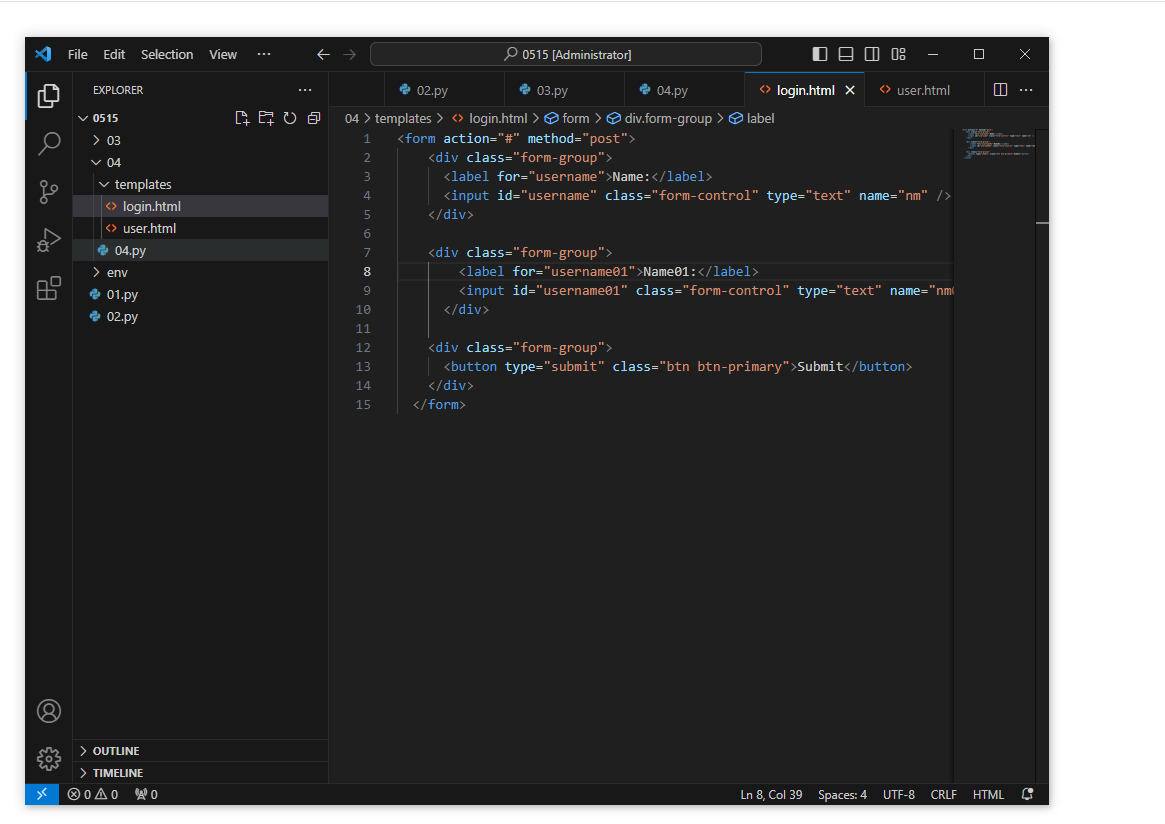 File Edit Selection View ··· 0515 [Administrator]
EXPLORER ··· 02.py 03.py 04.py login.html user.html ···
0515
04 > templates > login.html > form > div.form-group > label
03
04
templates
login.html
user.html
04.py
env
01.py
02.py
1 <form action="#" method="post">
2 <div class="form-group">
3 <label for="username">Name:</label>
4 <input id="username" class="form-control" type="text" name="nm" />
5 </div>
6
7 <div class="form-group">
8 <label for="username01">Name01:</label>
9 <input id="username01" class="form-control" type="text" name="nm
10 </div>
11
12 <div class="form-group">
13 <button type="submit" class="btn btn-primary">Submit</button>
14 </div>
15 </form>
OUTLINE
TIMELINE
0 0 0 Ln 8, Col 39 Spaces: 4 UTF-8 CRLF HTML